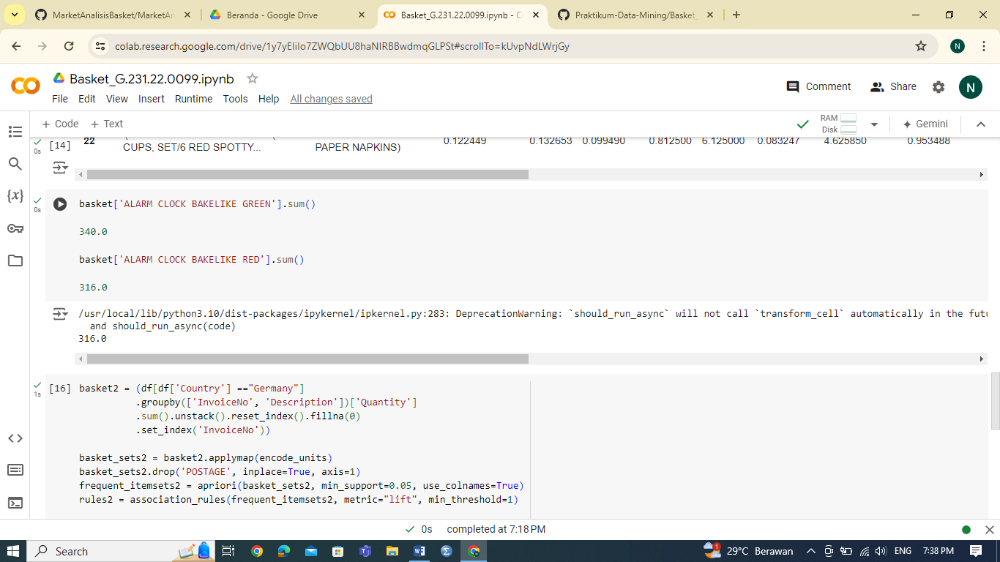 MarketAnalisisBasket/MarketAn
Beranda - Google Drive
Basket_G.231.22.0099.ipynb - C
Praktikum-Data-Mining/Basket_
colab.research.google.com/drive/1y7yEliIo7ZWQbUU8haNIRBBwdmqGLPSt#scrollTo=kUvpNdLWrjGy
N
Basket_G.231.22.0099.ipynb
File Edit View Insert Runtime Tools Help All changes saved
Comment
Share
N
+ Code + Text
RAM
Disk
Gemini
0s
[14] 22 CUPS, SET/6 RED SPOTTY... PAPER NAPKINS) 0.122449 0.132653 0.099490 0.812500 6.125000 0.083247 4.625850 0.953488
{x}
0s
basket['ALARM CLOCK BAKELIKE GREEN'].sum()
340.0
basket['ALARM CLOCK BAKELIKE RED'].sum()
316.0
/usr/local/lib/python3.10/dist-packages/ipykernel/ipkernel.py:283: DeprecationWarning: `should_run_async` will not call `transform_cell` automatically in the futu
and should_run_async(code)
316.0
1s
[16] basket2 = (df[df['Country'] =="Germany"]
.groupby(['InvoiceNo', 'Description'])['Quantity']
.sum().unstack().reset_index().fillna(0)
.set_index('InvoiceNo'))
basket_sets2 = basket2.applymap(encode_units)
basket_sets2.drop('POSTAGE', inplace=True, axis=1)
frequent_itemsets2 = apriori(basket_sets2, min_support=0.05, use_colnames=True)
rules2 = association_rules(frequent_itemsets2, metric="lift", min_threshold=1)
0s completed at 7:18 PM
Search
1
29°C Berawan
ENG
7:38 PM